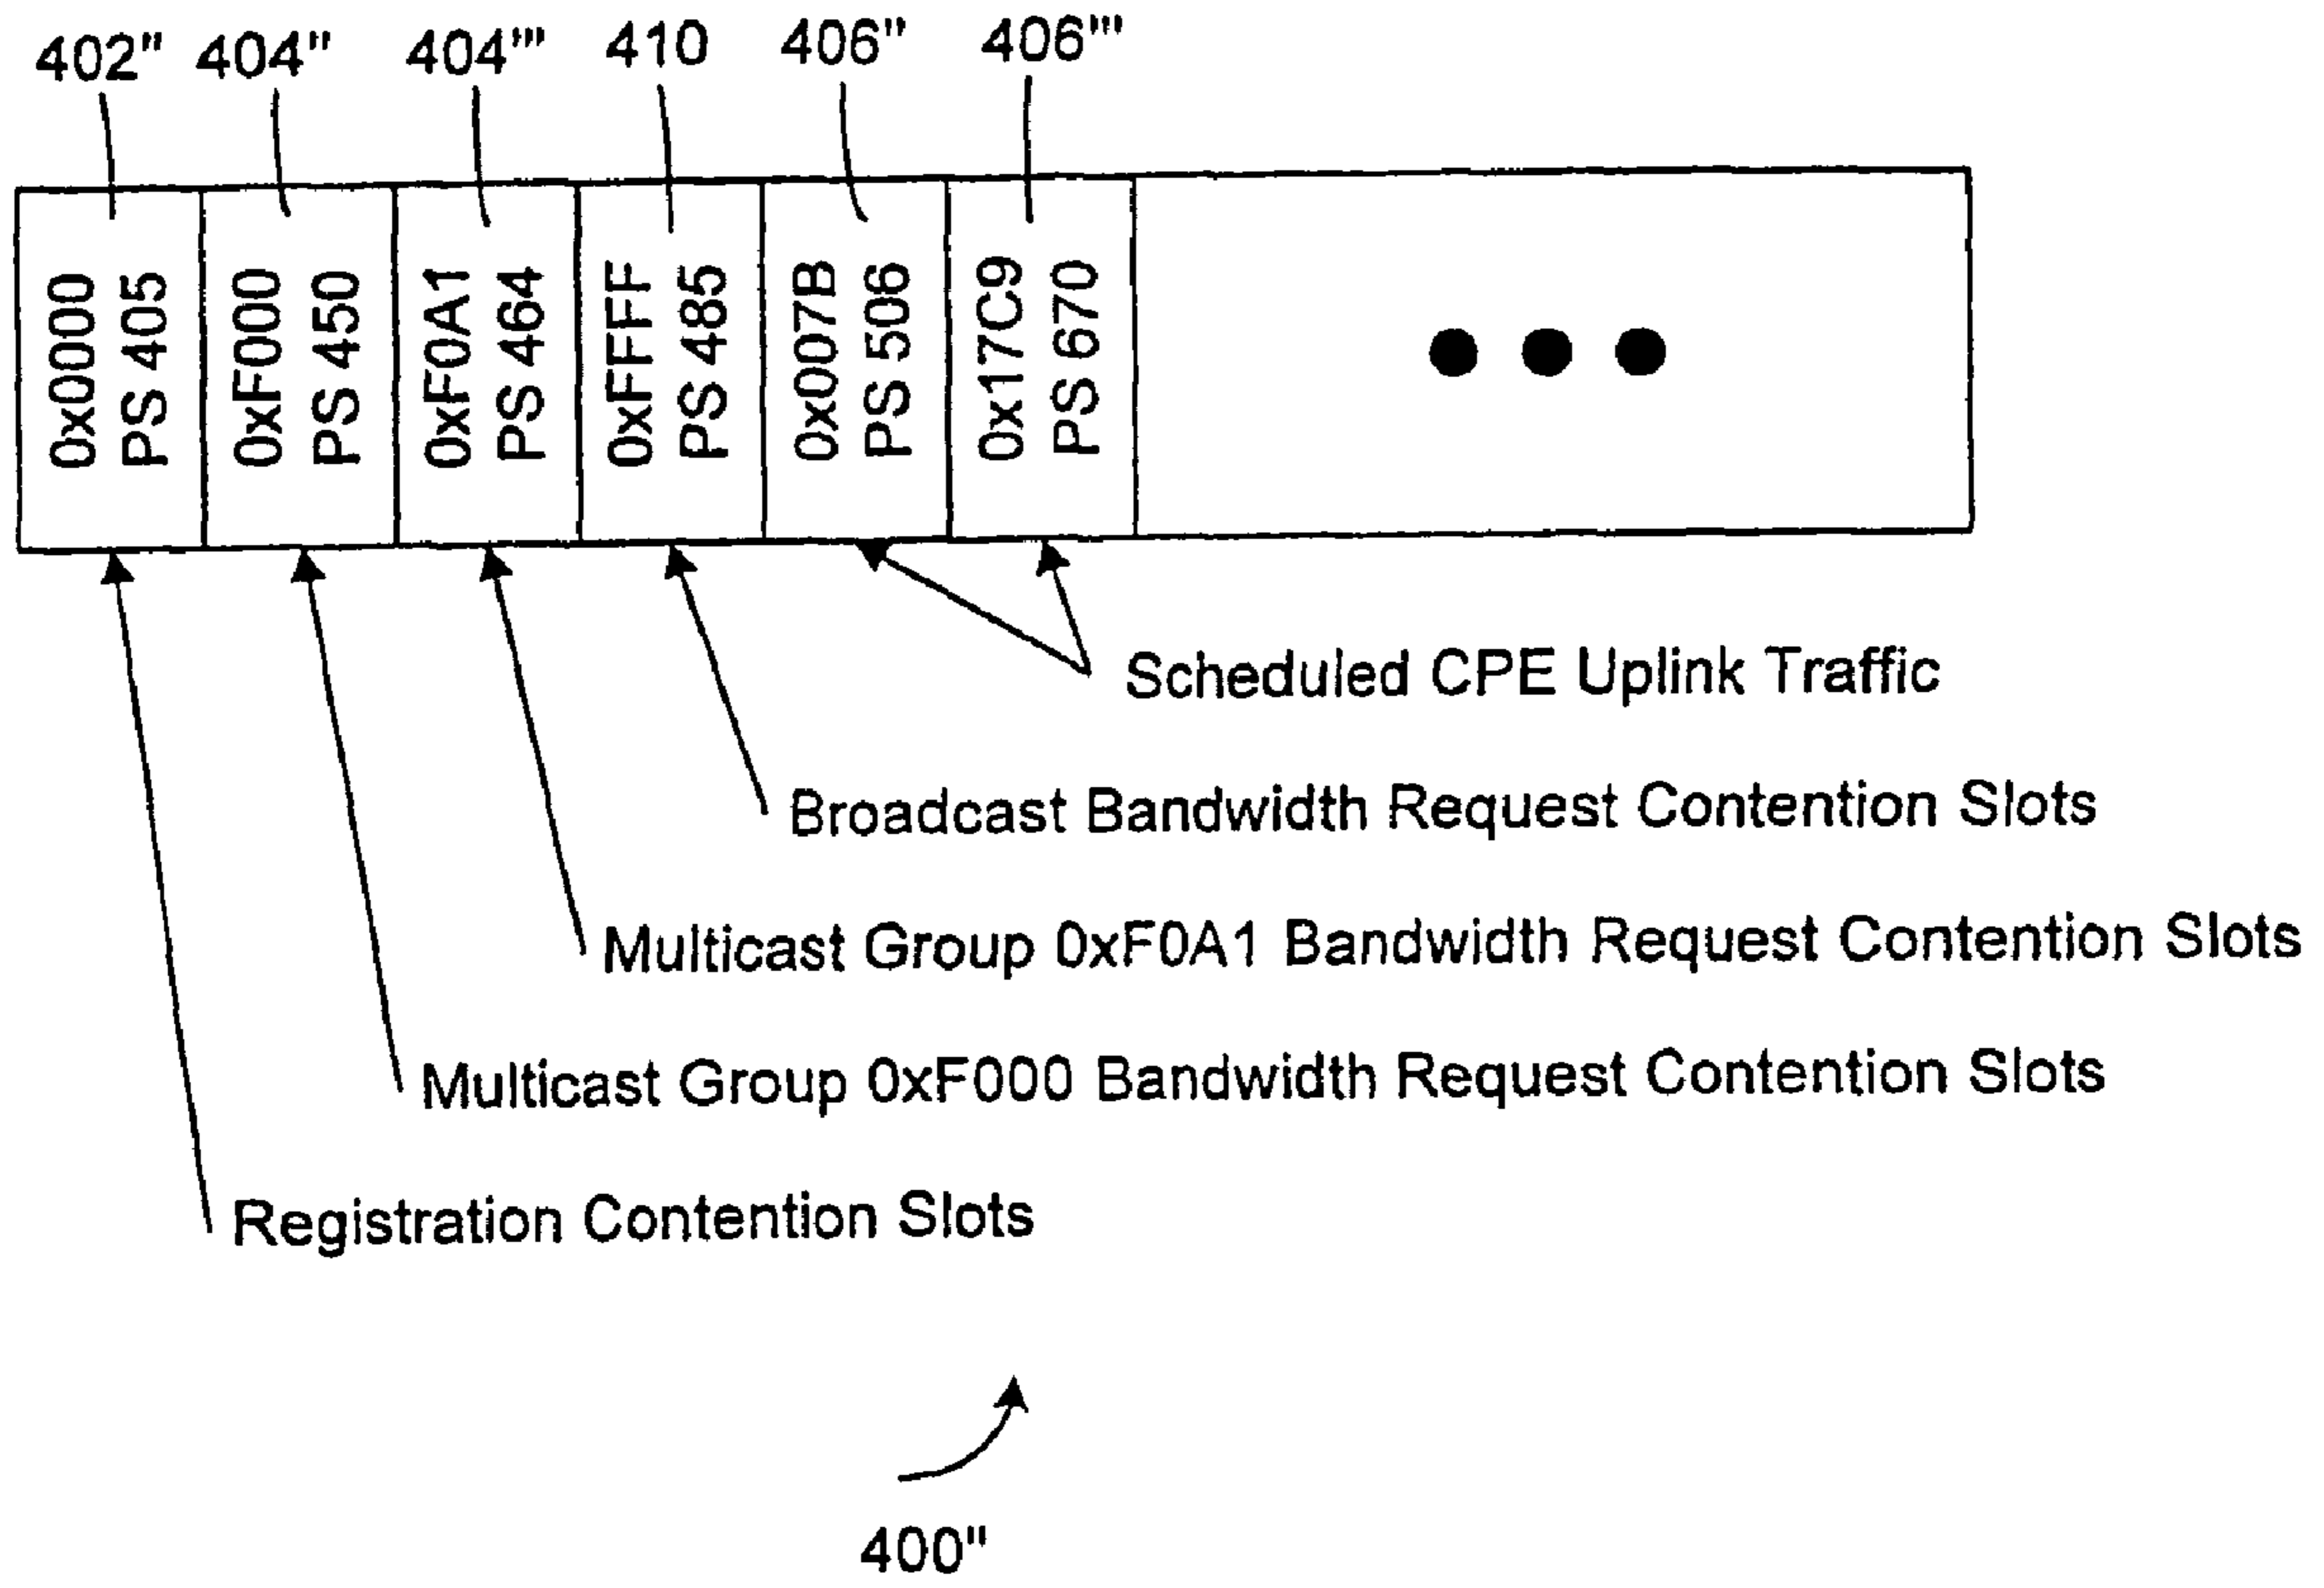 402" 404" 404''' 410 406" 406'''
0x0000
PS 405
0xF000
PS 450
0xF0A1
PS 464
0xFFFF
PS 485
0x007B
PS 506
0x17C9
PS 670
Scheduled CPE Uplink Traffic
Broadcast Bandwidth Request Contention Slots
Multicast Group 0xF0A1 Bandwidth Request Contention Slots
Multicast Group 0xF000 Bandwidth Request Contention Slots
Registration Contention Slots
400"